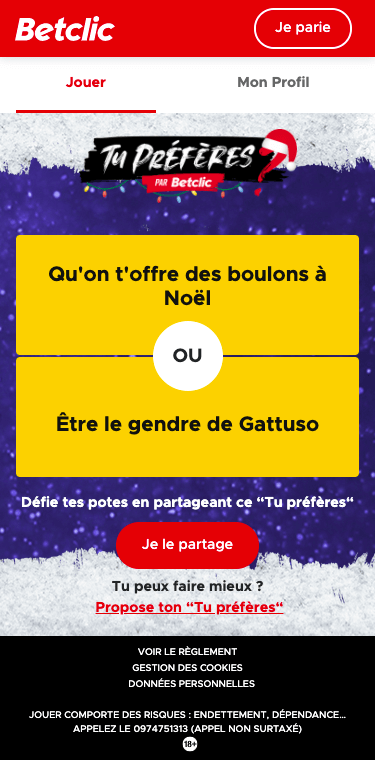 Betclic
Je parie
Jouer
Mon Profil
TU PRÉFÈRES ?
PAR Betclic
Qu'on t'offre des boulons à
Noël
OU
Être le gendre de Gattuso
Défie tes potes en partageant ce “Tu préfères“
Je le partage
Tu peux faire mieux ?
Propose ton “Tu préfères“
VOIR LE RÈGLEMENT
GESTION DES COOKIES
DONNÉES PERSONNELLES
JOUER COMPORTE DES RISQUES : ENDETTEMENT, DÉPENDANCE…
APPELEZ LE 0974751313 (APPEL NON SURTAXÉ)
18+